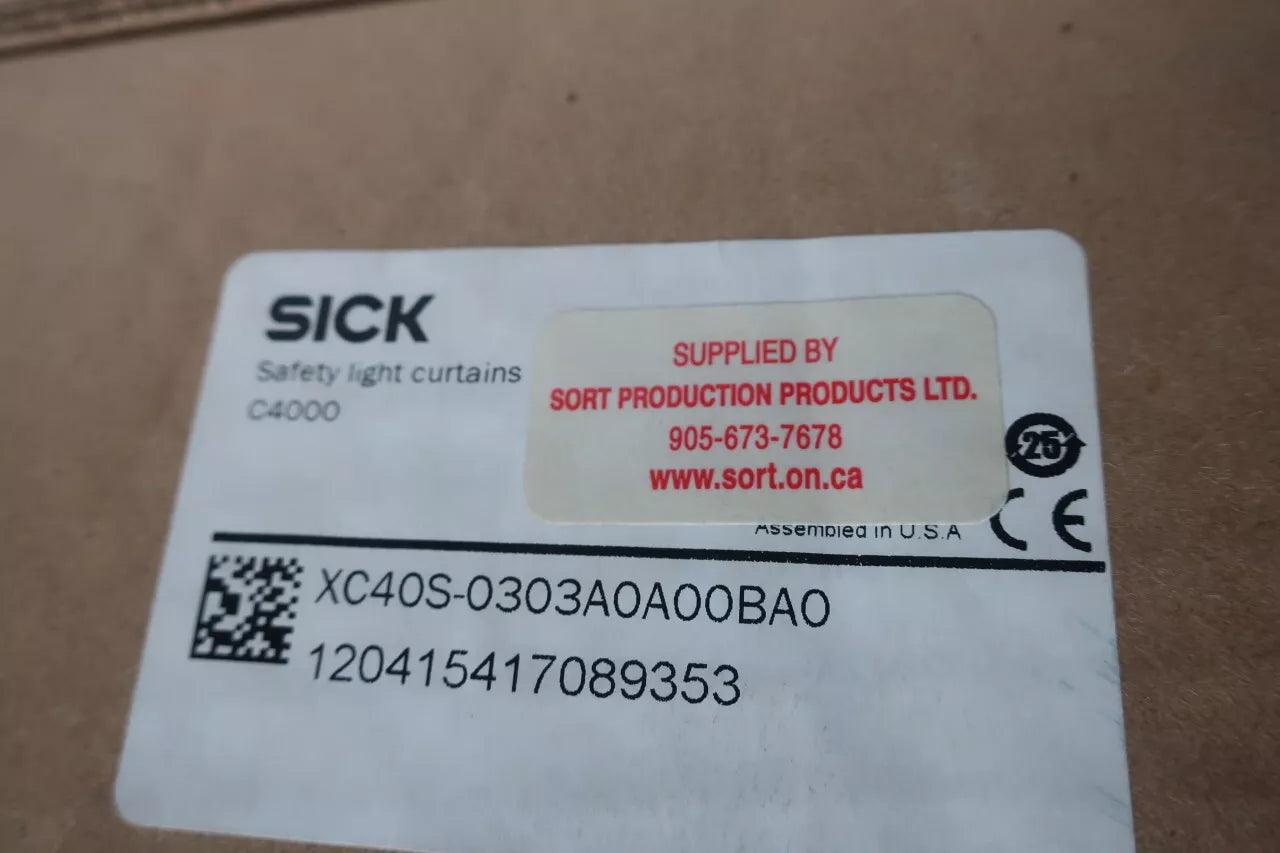 SICK
Safety light curtains
C4000
SUPPLIED BY
SORT PRODUCTION PRODUCTS LTD.
905-673-7678
www.sort.on.ca
25
CE
Assembled in U.S.A
XC40S-0303A0A00BA0
120415417089353